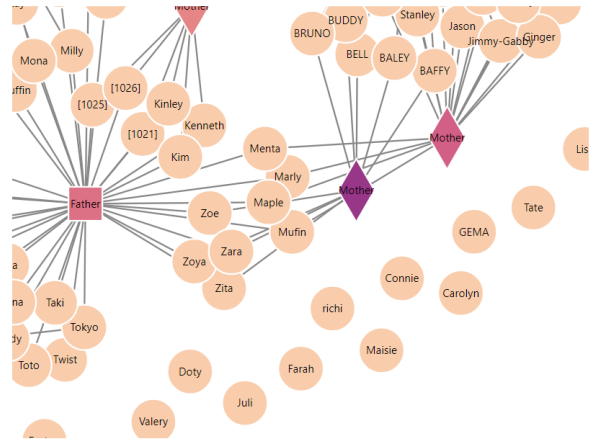 Mother
BUDDY
Stanley
BRUNO
Jason
Ginger
Jimmy-Gabby
Milly
Mona
BELL
BALEY
BAFFY
[1026]
[1025]
Kinley
Kenneth
[1021]
Mother
Menta
Kim
Marly
Mother
Father
Maple
Zoe
Tate
Mufin
GEMA
Zara
Zoya
Connie
Zita
Carolyn
Taki
richi
Tokyo
Maisie
Toto
Twist
Farah
Doty
Juli
Valery